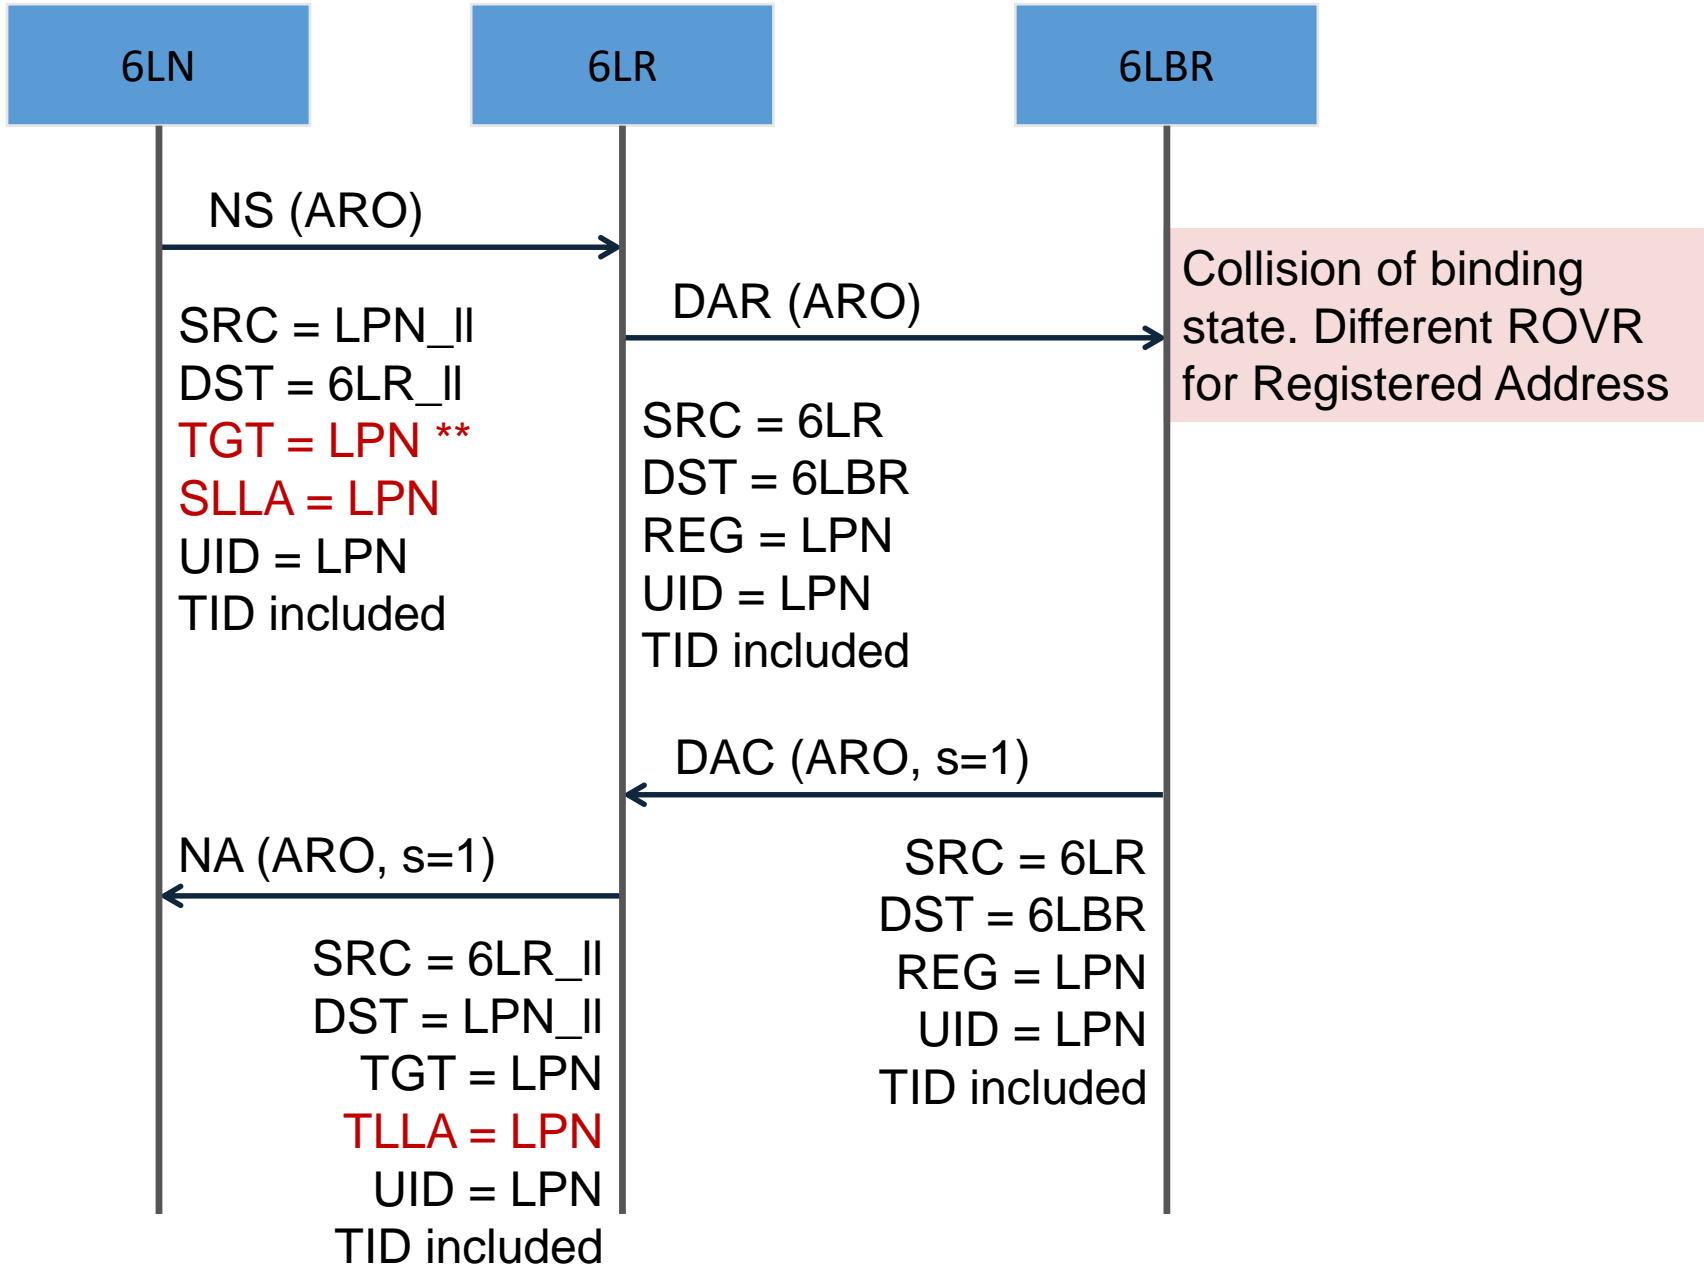 6LN
6LR
6LBR
NS (ARO)
SRC = LPN_ll
DST = 6LR_ll
TGT = LPN **
SLLA = LPN
UID = LPN
TID included
DAR (ARO)
SRC = 6LR
DST = 6LBR
REG = LPN
UID = LPN
TID included
Collision of binding
state. Different ROVR
for Registered Address
DAC (ARO, s=1)
SRC = 6LR
DST = 6LBR
REG = LPN
UID = LPN
TID included
NA (ARO, s=1)
SRC = 6LR_ll
DST = LPN_ll
TGT = LPN
TLLA = LPN
UID = LPN
TID included